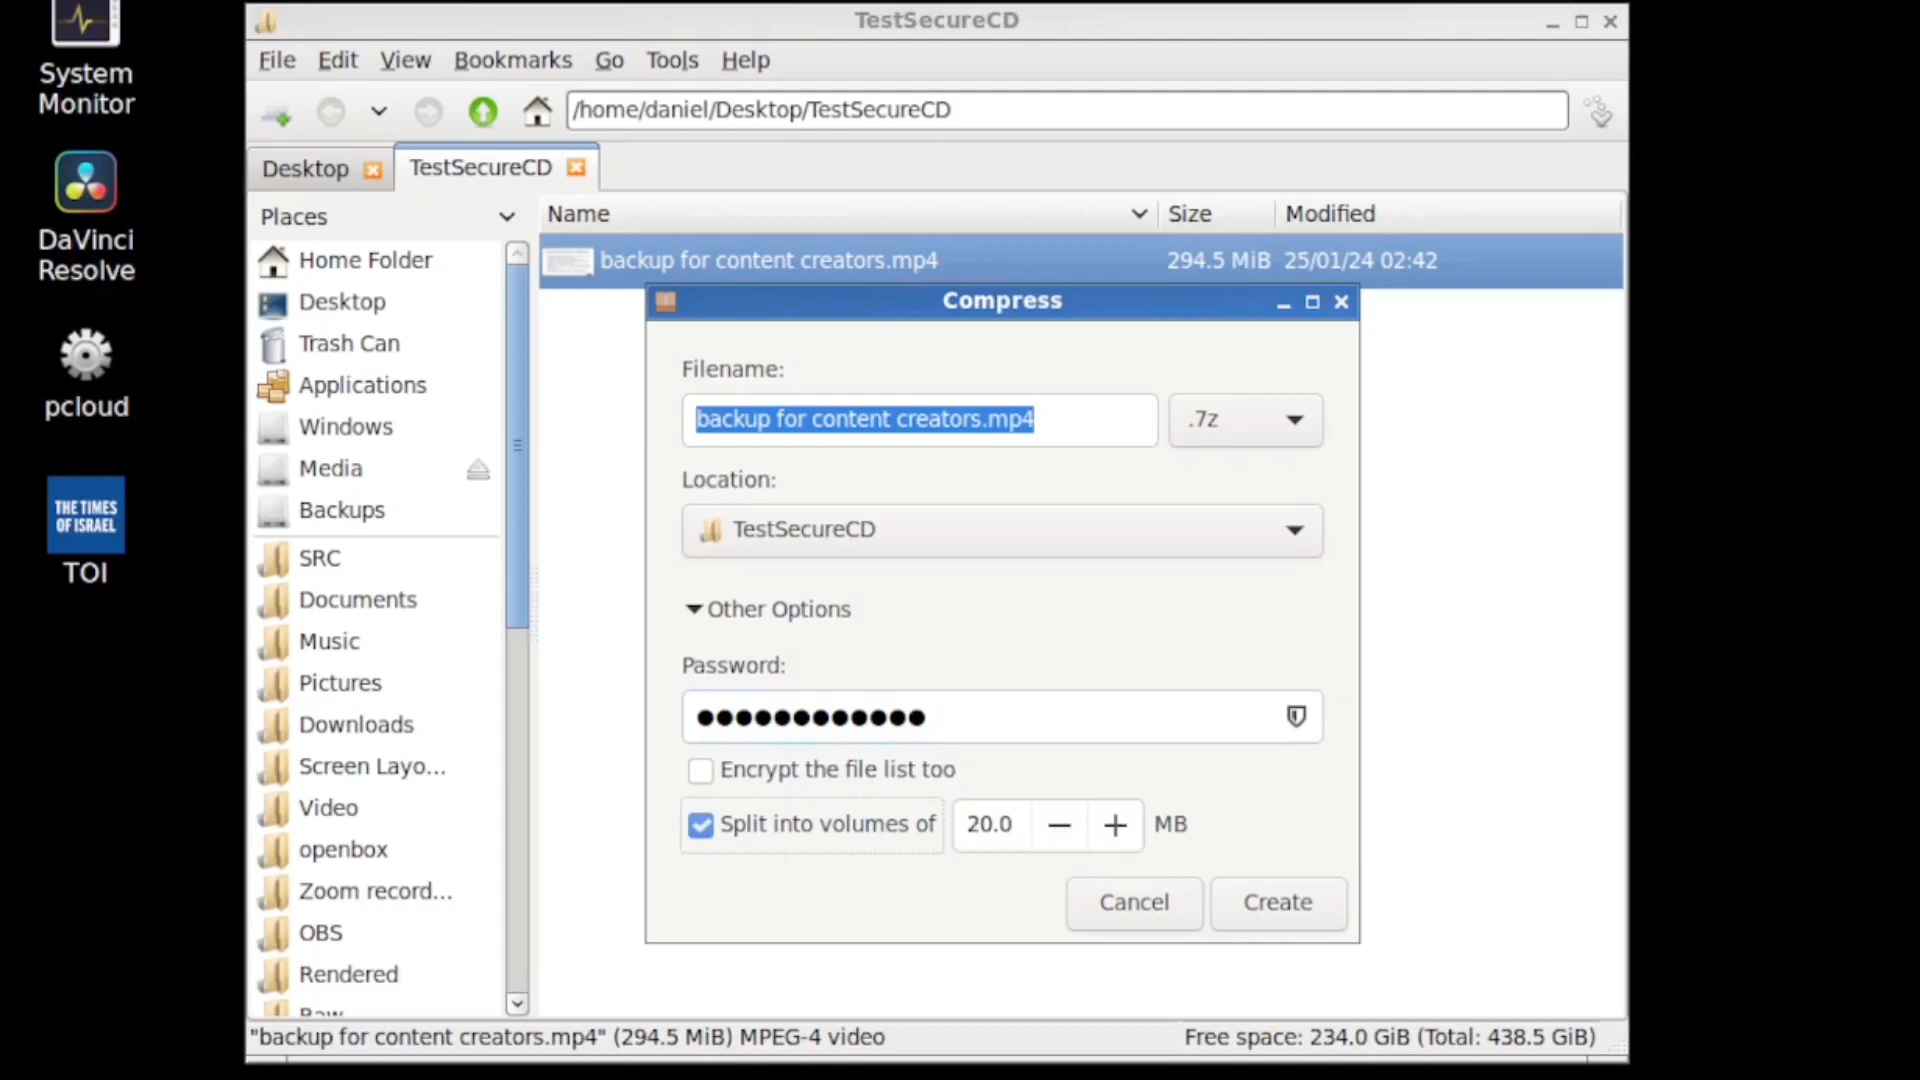 System
Monitor
DaVinci
Resolve
pcloud
THE TIMES
OF ISRAEL
TOI
TestSecureCD
File Edit View Bookmarks Go Tools Help
/home/daniel/Desktop/TestSecureCD
Desktop TestSecureCD
Places
Home Folder
Desktop
Trash Can
Applications
Windows
Media
Backups
SRC
Documents
Music
Pictures
Downloads
Screen Layo...
Video
openbox
Zoom record...
OBS
Rendered
Name Size Modified
backup for content creators.mp4 294.5 MiB 25/01/24 02:42
Compress
Filename:
backup for content creators.mp4 .7z
Location:
TestSecureCD
Other Options
Password:
●●●●●●●●●●●●
Encrypt the file list too
Split into volumes of 20.0 MB
Cancel Create
"backup for content creators.mp4" (294.5 MiB) MPEG-4 video Free space: 234.0 GiB (Total: 438.5 GiB)